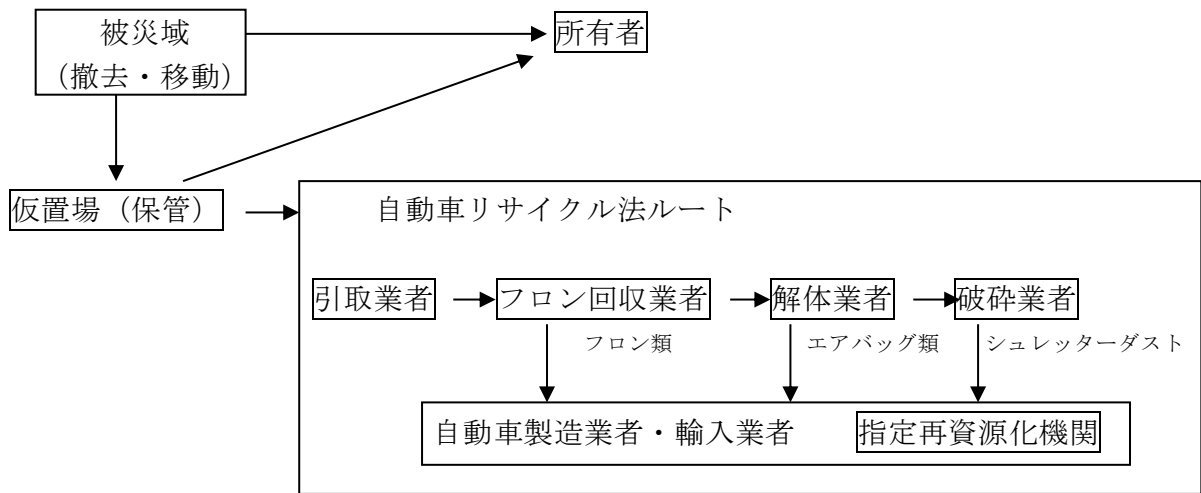 被災域
（撤去・移動）
所有者
仮置場（保管）
自動車リサイクル法ルート
引取業者
フロン回収業者
解体業者
破砕業者
フロン類
エアバッグ類
シュレッターダスト
自動車製造業者・輸入業者
指定再資源化機関